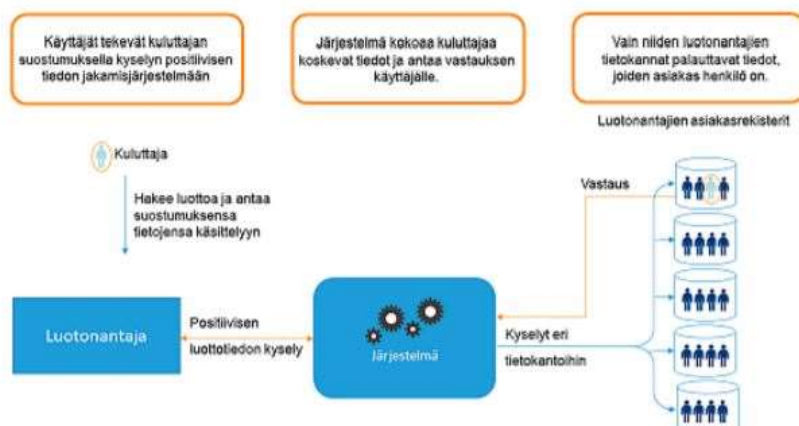 Käyttäjät tekevät kuluttajan
suostumuksella kyselyn positiivisen
tiedon jakamisjärjestelmään
Järjestelmä kokoaa kuluttajaa
koskevat tiedot ja antaa vastauksen
käyttäjälle.
Vain niiden luotonantajien
tietokannat palauttavat tiedot,
joiden asiakas henkilö on.
Luotonantajien asiakasrekisterit
Kuluttaja
Hakee luottoa ja antaa
suostumuksensa
tietojensa käsittelyyn
Vastaus
Luotonantaja
Positiivisen
luottotiedon kysely
Järjestelmä
Kyselyt eri
tietokantoihin